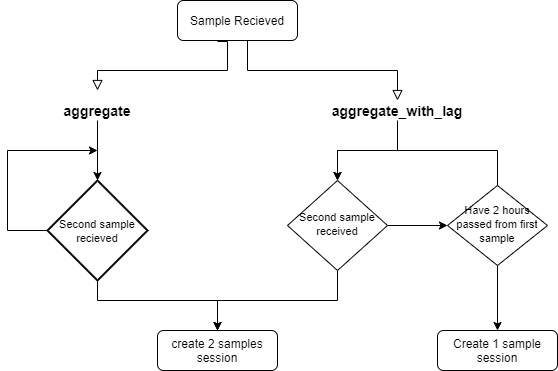 Sample Recieved
aggregate
aggregate_with_lag
Second sample
recieved
Second sample
received
Have 2 hours
passed from first
sample
create 2 samples
session
Create 1 sample
session